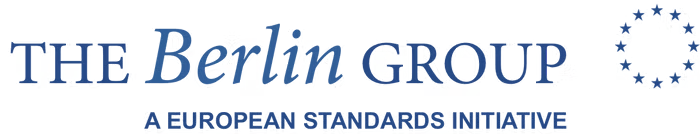 THE Berlin GROUP
A EUROPEAN STANDARDS INITIATIVE